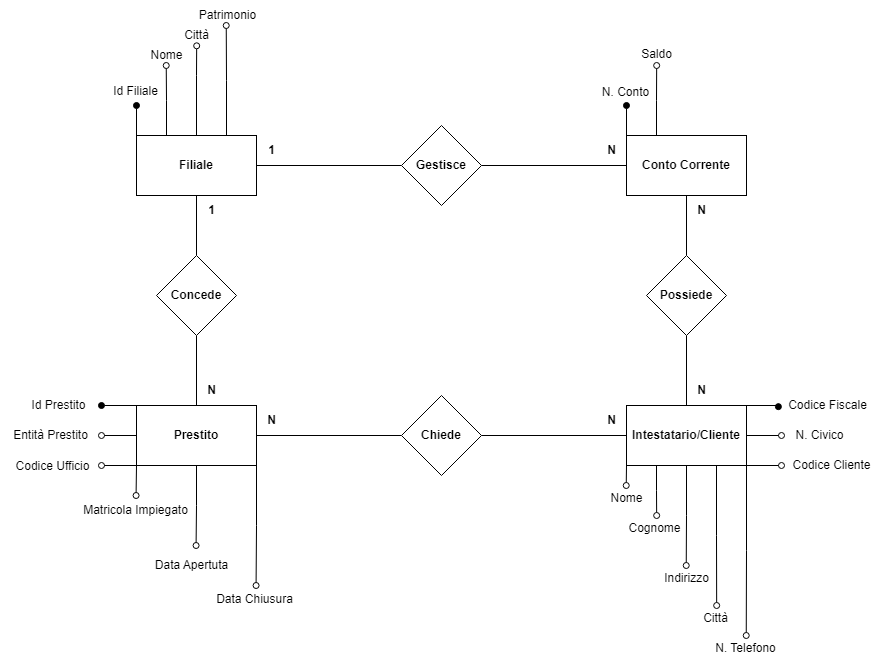 Patrimonio
Città
Nome
Id Filiale
Saldo
N. Conto
Filiale
1
Gestisce
N
Conto Corrente
1
N
Concede
Possiede
N
N
Id Prestito
Entità Prestito
Codice Ufficio
Prestito
N
Chiede
N
Intestatario/Cliente
Codice Fiscale
N. Civico
Codice Cliente
Matricola Impiegato
Data Apertuta
Data Chiusura
Nome
Cognome
Indirizzo
Città
N. Telefono